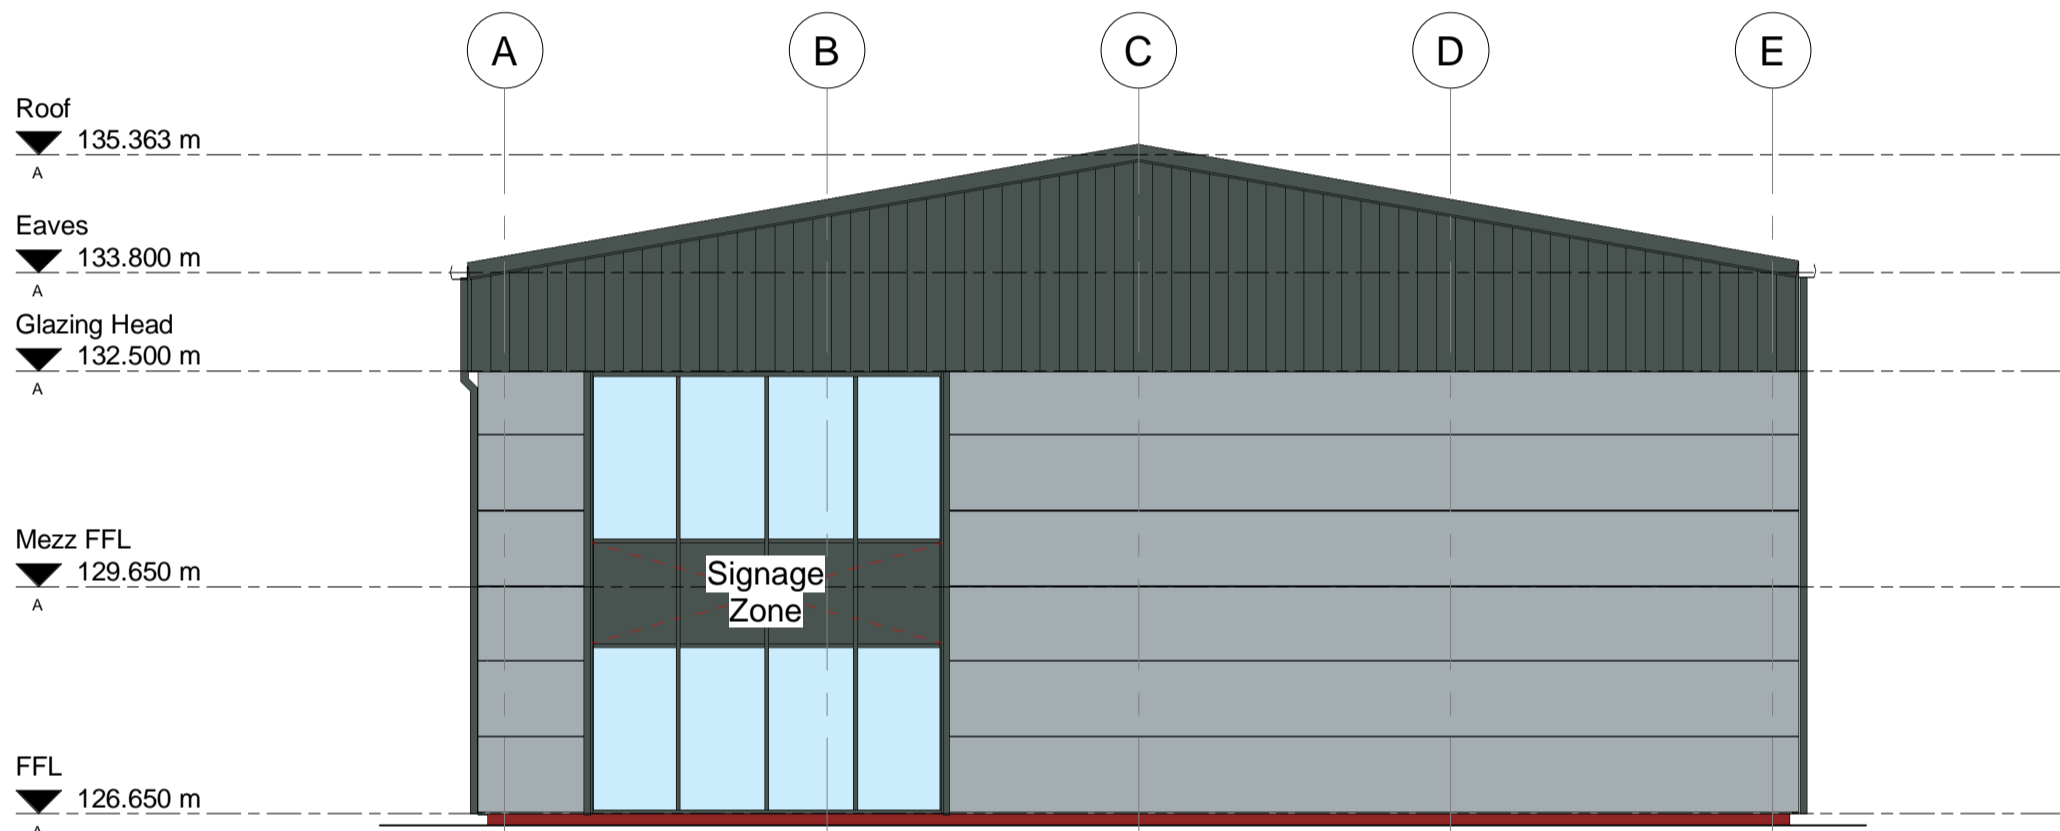 A B C D E
Roof
135.363 m
A
Eaves
133.800 m
A
Glazing Head
132.500 m
A
Mezz FFL
129.650 m
A
Signage
Zone
FFL
126.650 m
A